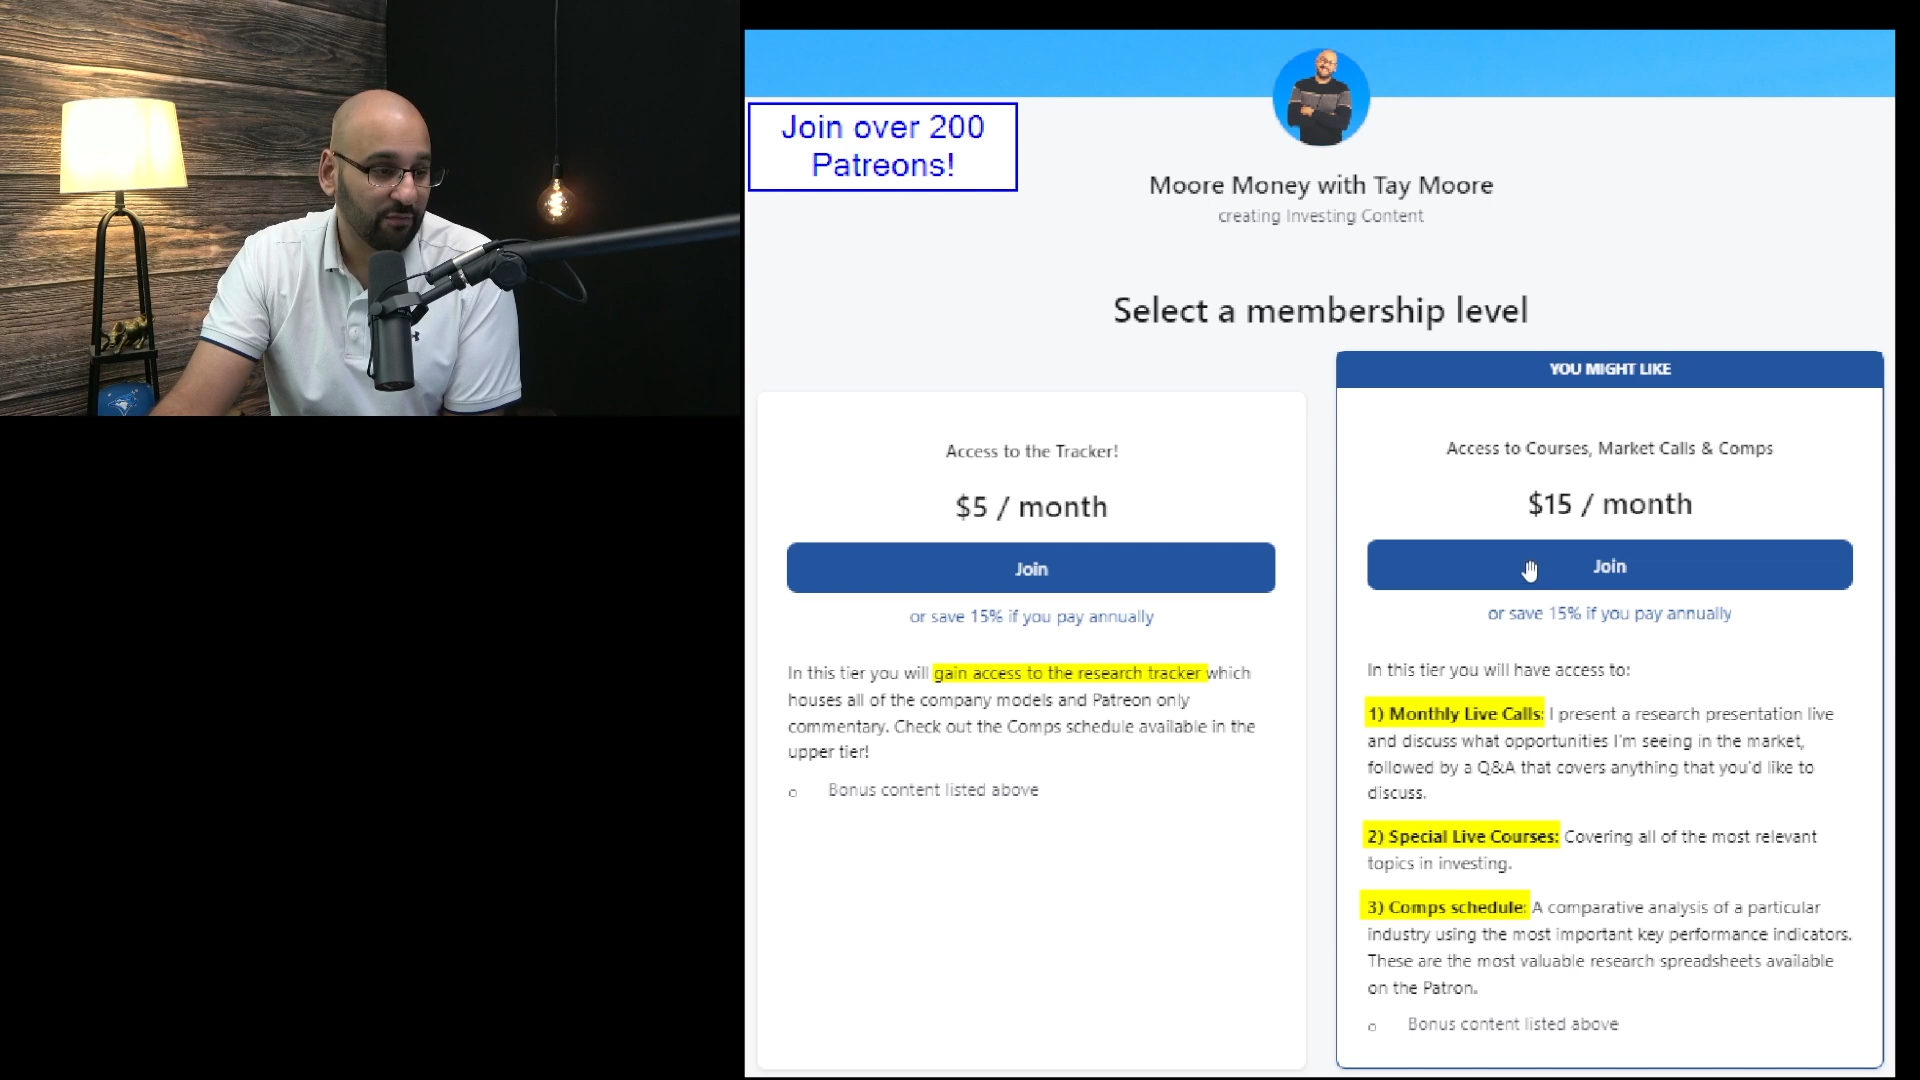 Join over 200
Patreons!
Moore Money with Tay Moore
creating Investing Content
Select a membership level
Access to the Tracker!
$5 / month
Join
or save 15% if you pay annually
In this tier you will gain access to the research tracker which
houses all of the company models and Patreon only
commentary. Check out the Comps schedule available in the
upper tier!
Bonus content listed above
YOU MIGHT LIKE
Access to Courses, Market Calls & Comps
$15 / month
Join
or save 15% if you pay annually
In this tier you will have access to:
1) Monthly Live Calls: I present a research presentation live
and discuss what opportunities I'm seeing in the market,
followed by a Q&A that covers anything that you'd like to
discuss.
2) Special Live Courses: Covering all of the most relevant
topics in investing.
3) Comps schedule: A comparative analysis of a particular
industry using the most important key performance indicators.
These are the most valuable research spreadsheets available
on the Patron.
Bonus content listed above